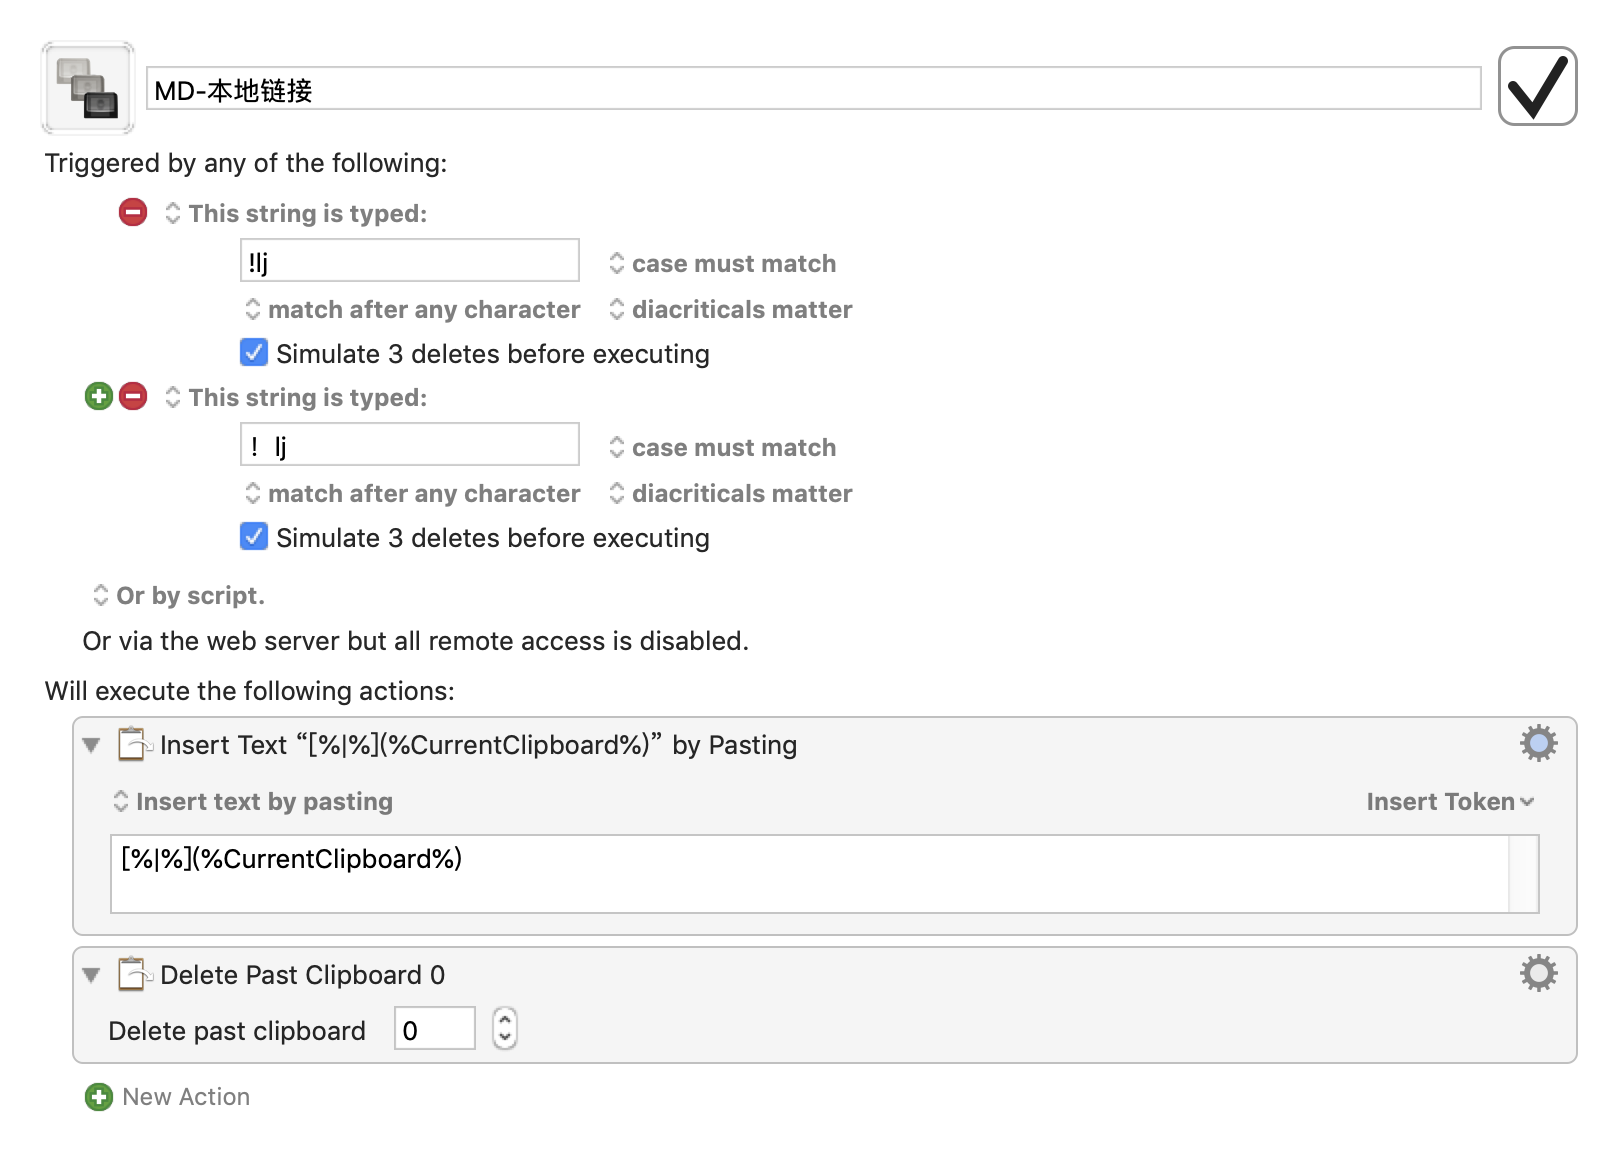 MD-本地链接
Triggered by any of the following:
This string is typed:
!lj
case must match
match after any character
diacriticals matter
Simulate 3 deletes before executing
This string is typed:
！lj
case must match
match after any character
diacriticals matter
Simulate 3 deletes before executing
Or by script.
Or via the web server but all remote access is disabled.
Will execute the following actions:
Insert Text “[%|%](%CurrentClipboard%)” by Pasting
Insert text by pasting
Insert Token
[%|%](%CurrentClipboard%)
Delete Past Clipboard 0
Delete past clipboard
0
New Action